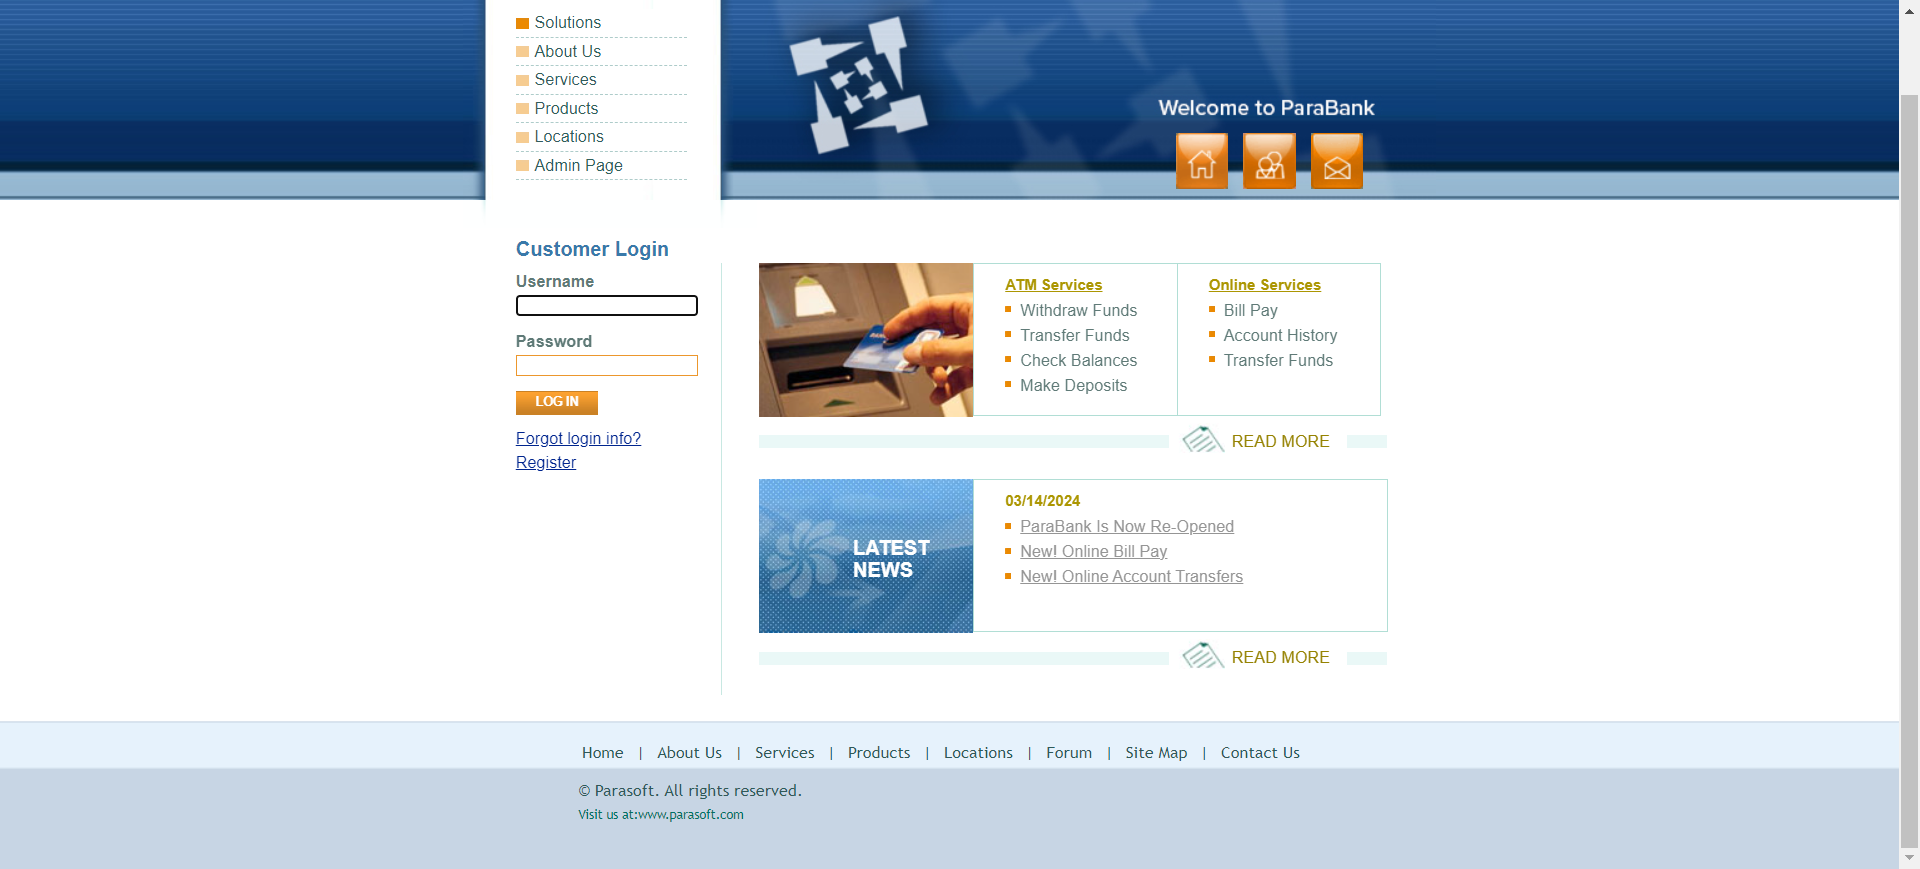 Solutions
About Us
Services
Products
Locations
Admin Page
Welcome to ParaBank
Customer Login
Username
Password
LOG IN
Forgot login info?
Register
ATM Services
Withdraw Funds
Transfer Funds
Check Balances
Make Deposits
Online Services
Bill Pay
Account History
Transfer Funds
READ MORE
LATEST
NEWS
03/14/2024
ParaBank Is Now Re-Opened
New! Online Bill Pay
New! Online Account Transfers
READ MORE
Home | About Us | Services | Products | Locations | Forum | Site Map | Contact Us
© Parasoft. All rights reserved.
Visit us at:www.parasoft.com